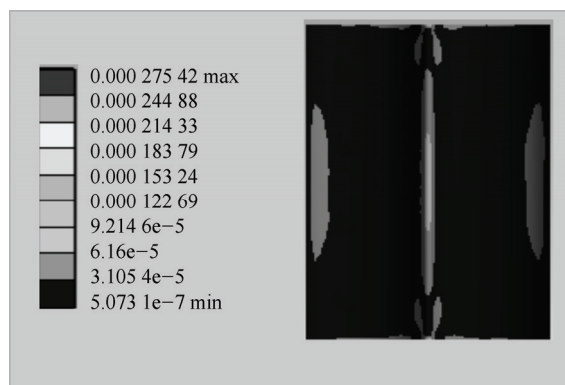 0.000 275 42 max
0.000 244 88
0.000 214 33
0.000 183 79
0.000 153 24
0.000 122 69
9.214 6e−5
6.16e−5
3.105 4e−5
5.073 1e−7 min